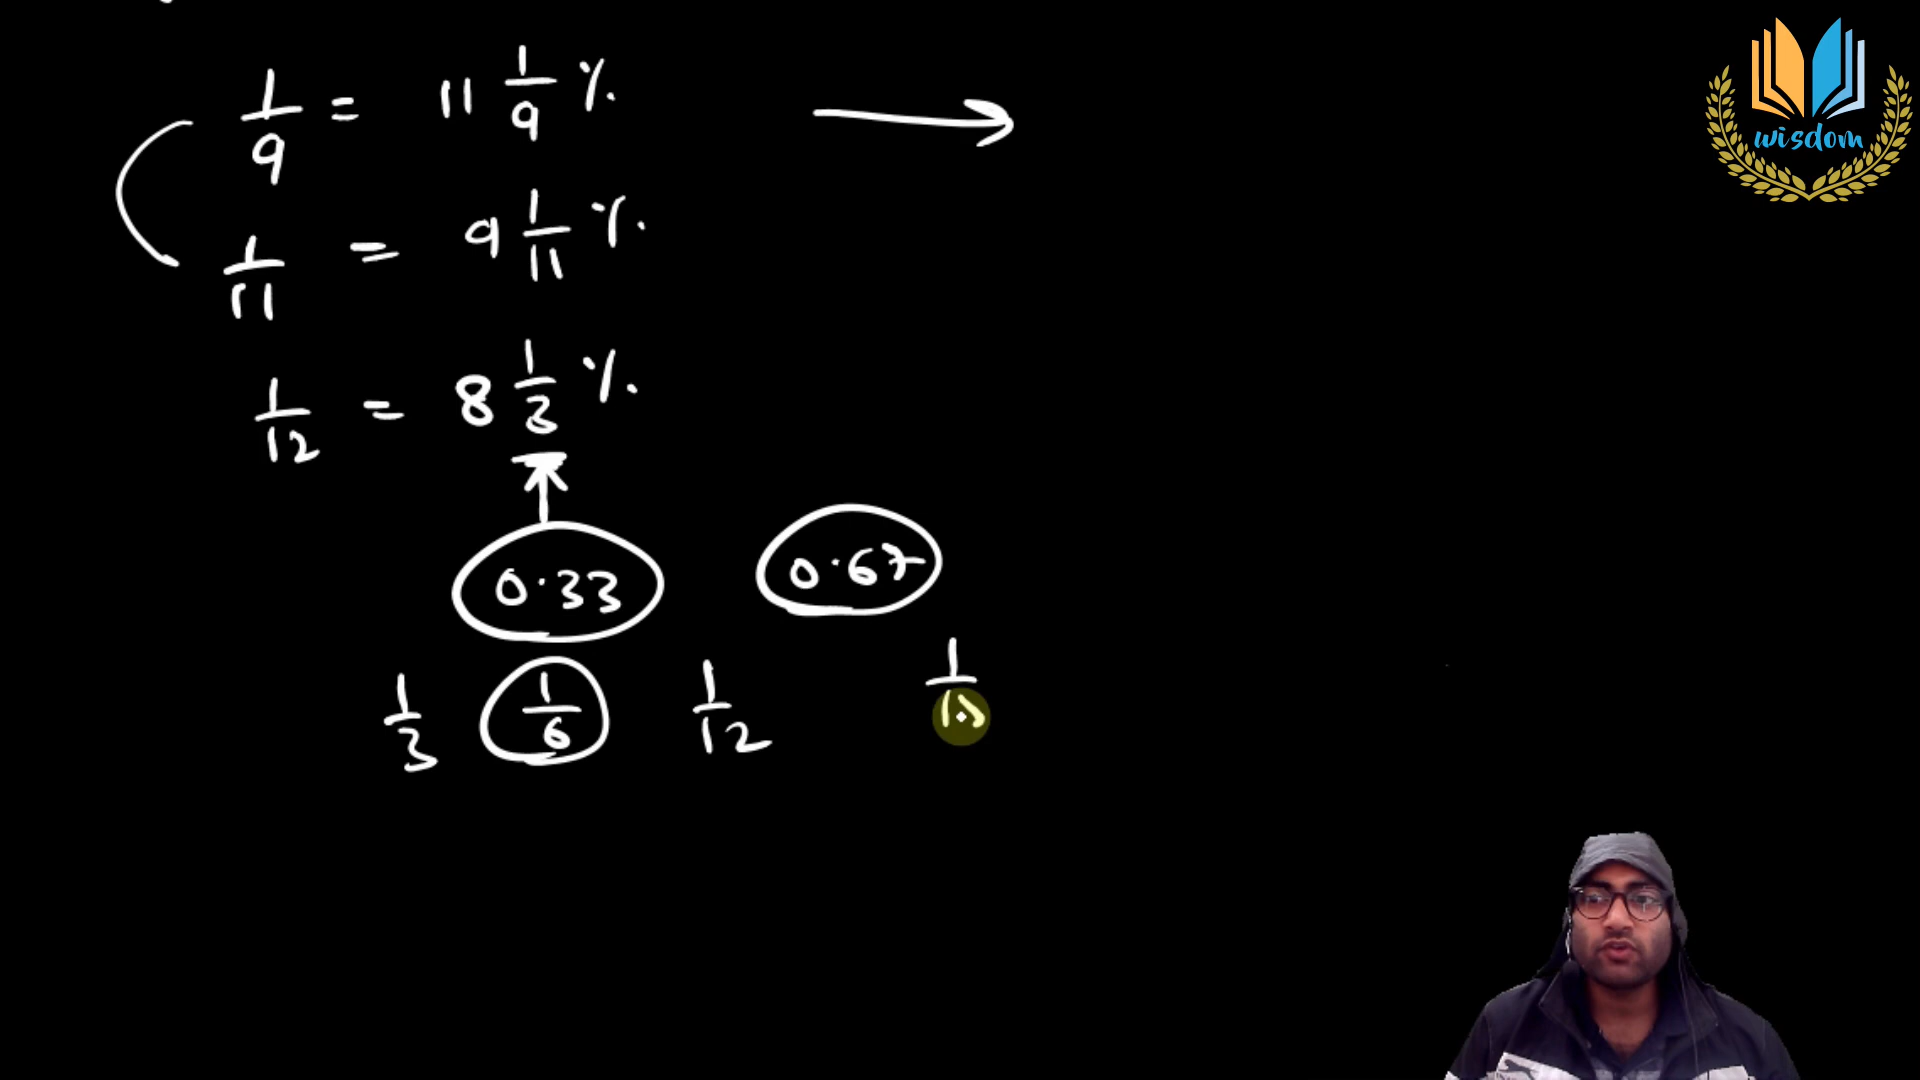 1/9 = 11 1/9 %
wisdom
1/11 = 9 1/11 %
1/12 = 8 1/3 %
0.33 0.67
1/3 1/6 1/12